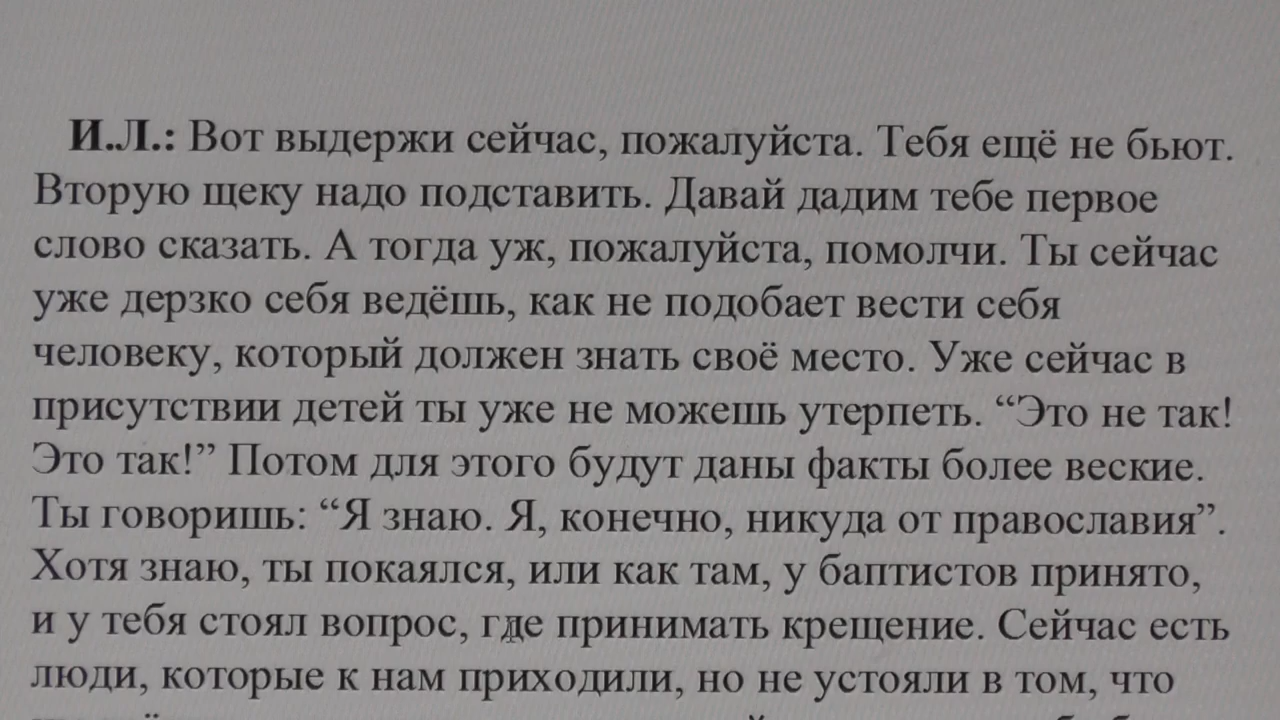 И.Л.: Вот выдержи сейчас, пожалуйста. Тебя ещё не бьют.
Вторую щеку надо подставить. Давай дадим тебе первое
слово сказать. А тогда уж, пожалуйста, помолчи. Ты сейчас
уже дерзко себя ведёшь, как не подобает вести себя
человеку, который должен знать своё место. Уже сейчас в
присутствии детей ты уже не можешь утерпеть. “Это не так!
Это так!” Потом для этого будут даны факты более веские.
Ты говоришь: “Я знаю. Я, конечно, никуда от православия”.
Хотя знаю, ты покаялся, или как там, у баптистов принято,
и у тебя стоял вопрос, где принимать крещение. Сейчас есть
люди, которые к нам приходили, но не устояли в том, что